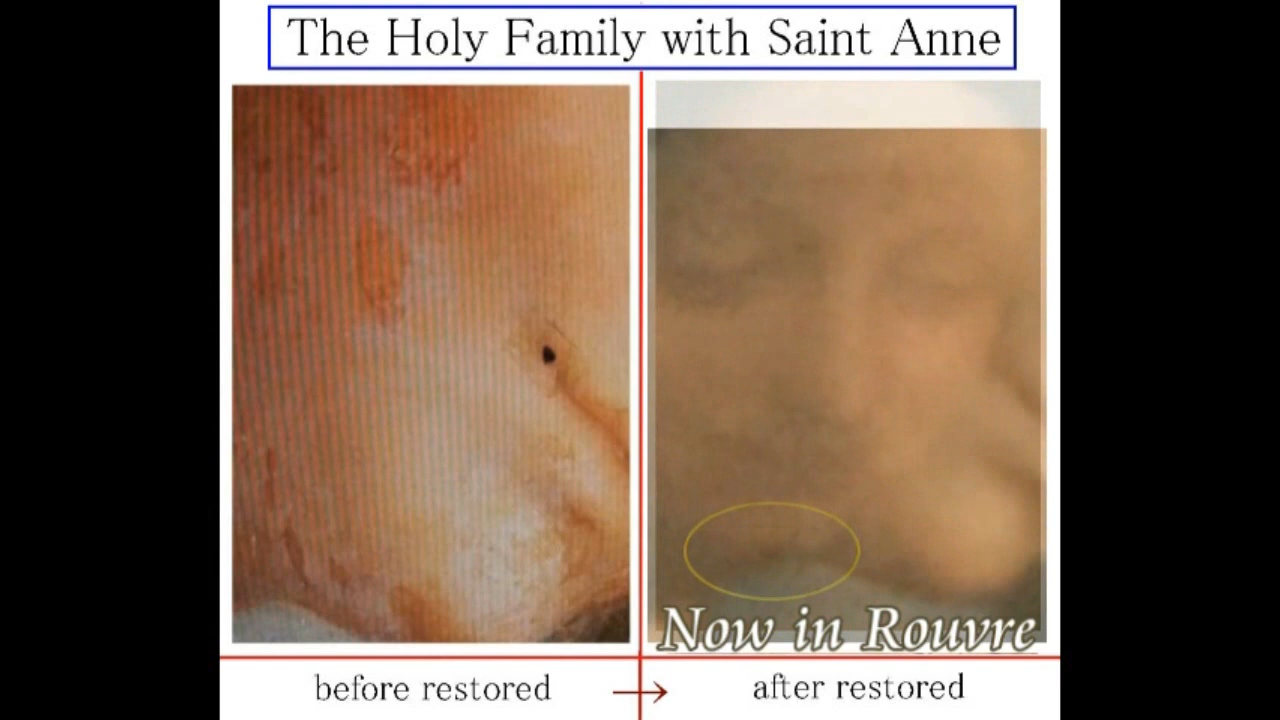 The Holy Family with Saint Anne
Now in Rouvre
before restored
after restored